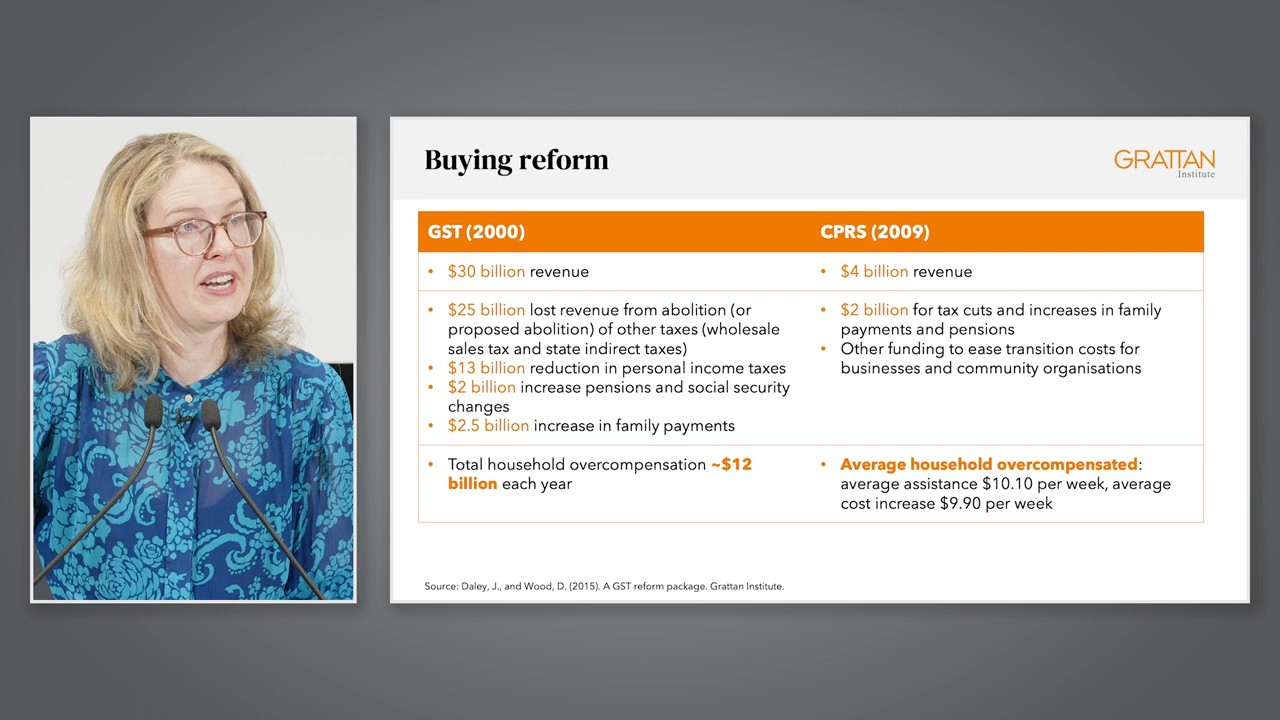 Buying reform
GRATTAN
Institute
GST (2000)
CPRS (2009)
• $30 billion revenue
• $4 billion revenue
• $25 billion lost revenue from abolition (or
proposed abolition) of other taxes (wholesale
sales tax and state indirect taxes)
• $13 billion reduction in personal income taxes
• $2 billion increase pensions and social security
changes
• $2.5 billion increase in family payments
• $2 billion for tax cuts and increases in family
payments and pensions
• Other funding to ease transition costs for
businesses and community organisations
• Total household overcompensation ~$12
billion each year
• Average household overcompensated:
average assistance $10.10 per week, average
cost increase $9.90 per week
Source: Daley, J., and Wood, D. (2015). A GST reform package. Grattan Institute.